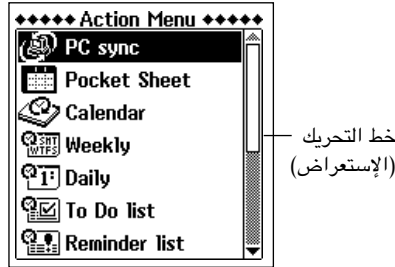 ◆◆◆◆◆ Action Menu ◆◆◆◆◆
PC sync
Pocket Sheet
Calendar
Weekly
Daily
To Do list
Reminder list
خط التحريك
(الإستعراض)